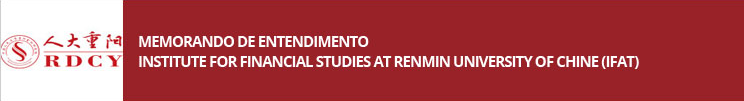 人大重阳
RDCY
MEMORANDO DE ENTENDIMENTO
INSTITUTE FOR FINANCIAL STUDIES AT RENMIN UNIVERSITY OF CHINE (IFAT)